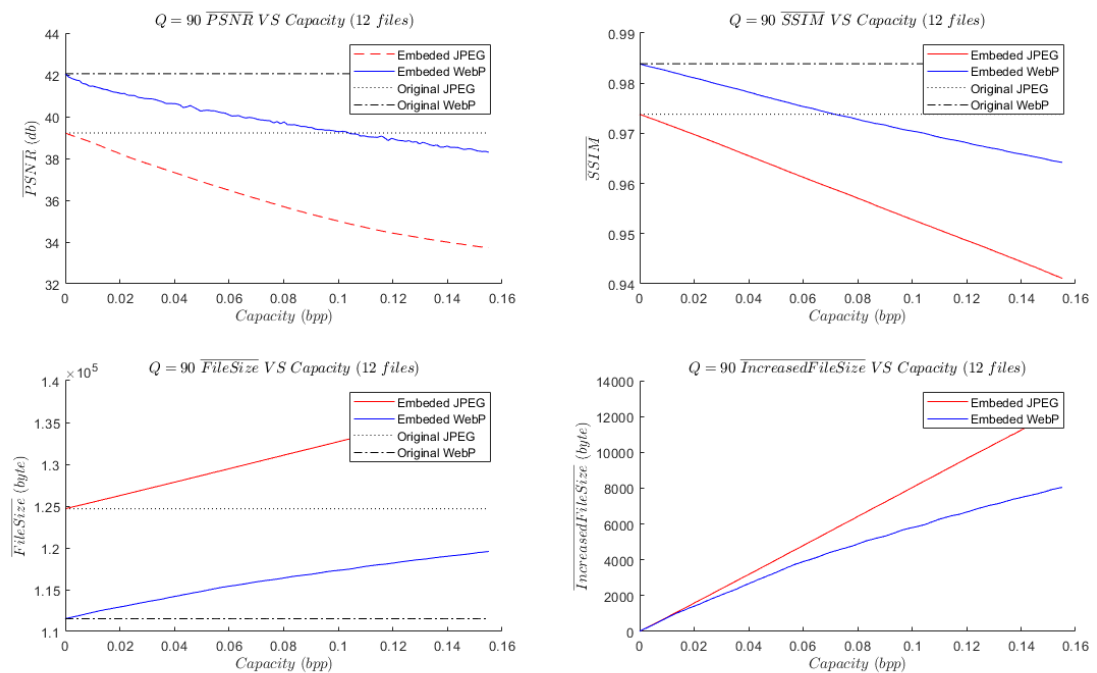 Q = 90 PSNR VS Capacity (12 files)
44
42
40
38
36
34
32
PSNR (db)
0 0.02 0.04 0.06 0.08 0.1 0.12 0.14 0.16
Capacity (bpp)
Embeded JPEG
Embeded WebP
Original JPEG
Original WebP
Q = 90 SSIM VS Capacity (12 files)
0.99
0.98
0.97
0.96
0.95
0.94
SSIM
0 0.02 0.04 0.06 0.08 0.1 0.12 0.14 0.16
Capacity (bpp)
Embeded JPEG
Embeded WebP
Original JPEG
Original WebP
Q = 90 FileSize VS Capacity (12 files)
×10⁵
1.4
1.35
1.3
1.25
1.2
1.15
1.1
FileSize (byte)
0 0.02 0.04 0.06 0.08 0.1 0.12 0.14 0.16
Capacity (bpp)
Embeded JPEG
Embeded WebP
Original JPEG
Original WebP
Q = 90 IncreasedFileSize VS Capacity (12 files)
14000
12000
10000
8000
6000
4000
2000
0
IncreasedFileSize (byte)
0 0.02 0.04 0.06 0.08 0.1 0.12 0.14 0.16
Capacity (bpp)
Embeded JPEG
Embeded WebP